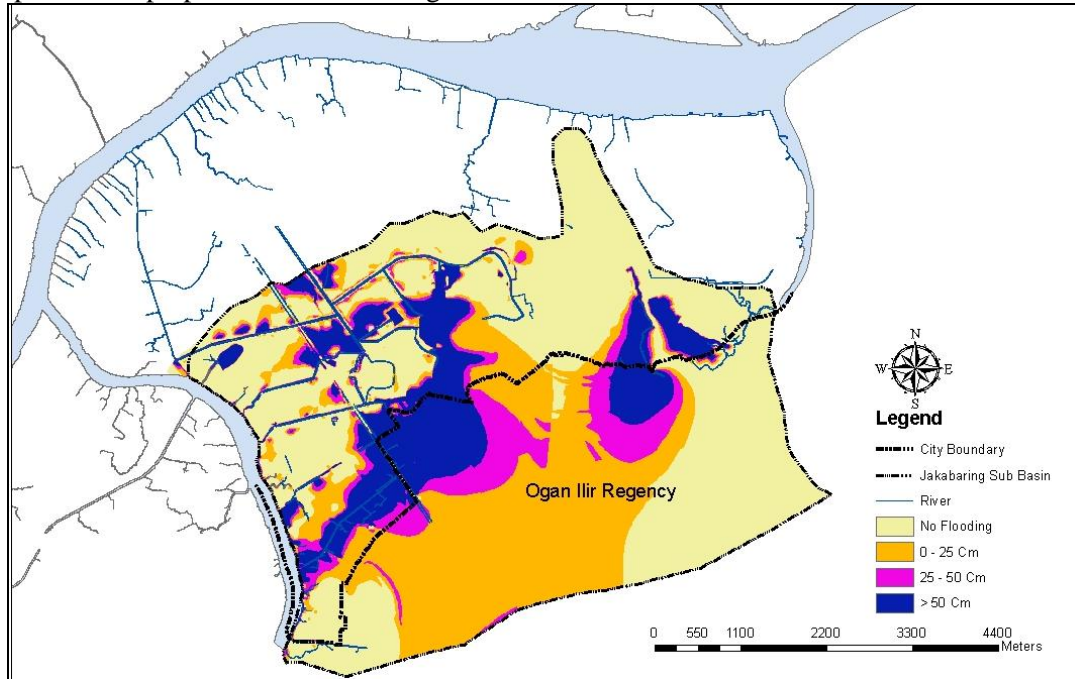 N
W E
S
Legend
City Boundary
Jakabaring Sub Basin
River
No Flooding
0 - 25 Cm
25 - 50 Cm
> 50 Cm
Ogan Ilir Regency
0 550 1100 2200 3300 4400
Meters